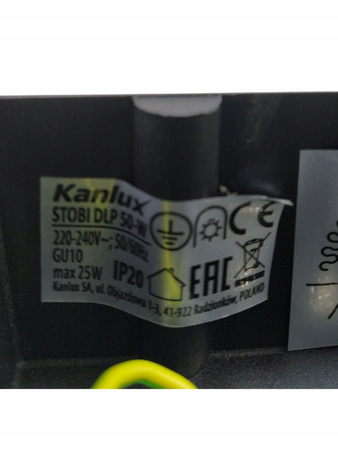 Kanlux
STOBI DLP 50-W
220-240V~; 50/60Hz
GU10
max 25W IP20 EAC CE
Kanlux SA, ul. Objazdowa 1-3, 41-922 Radzionków, POLAND